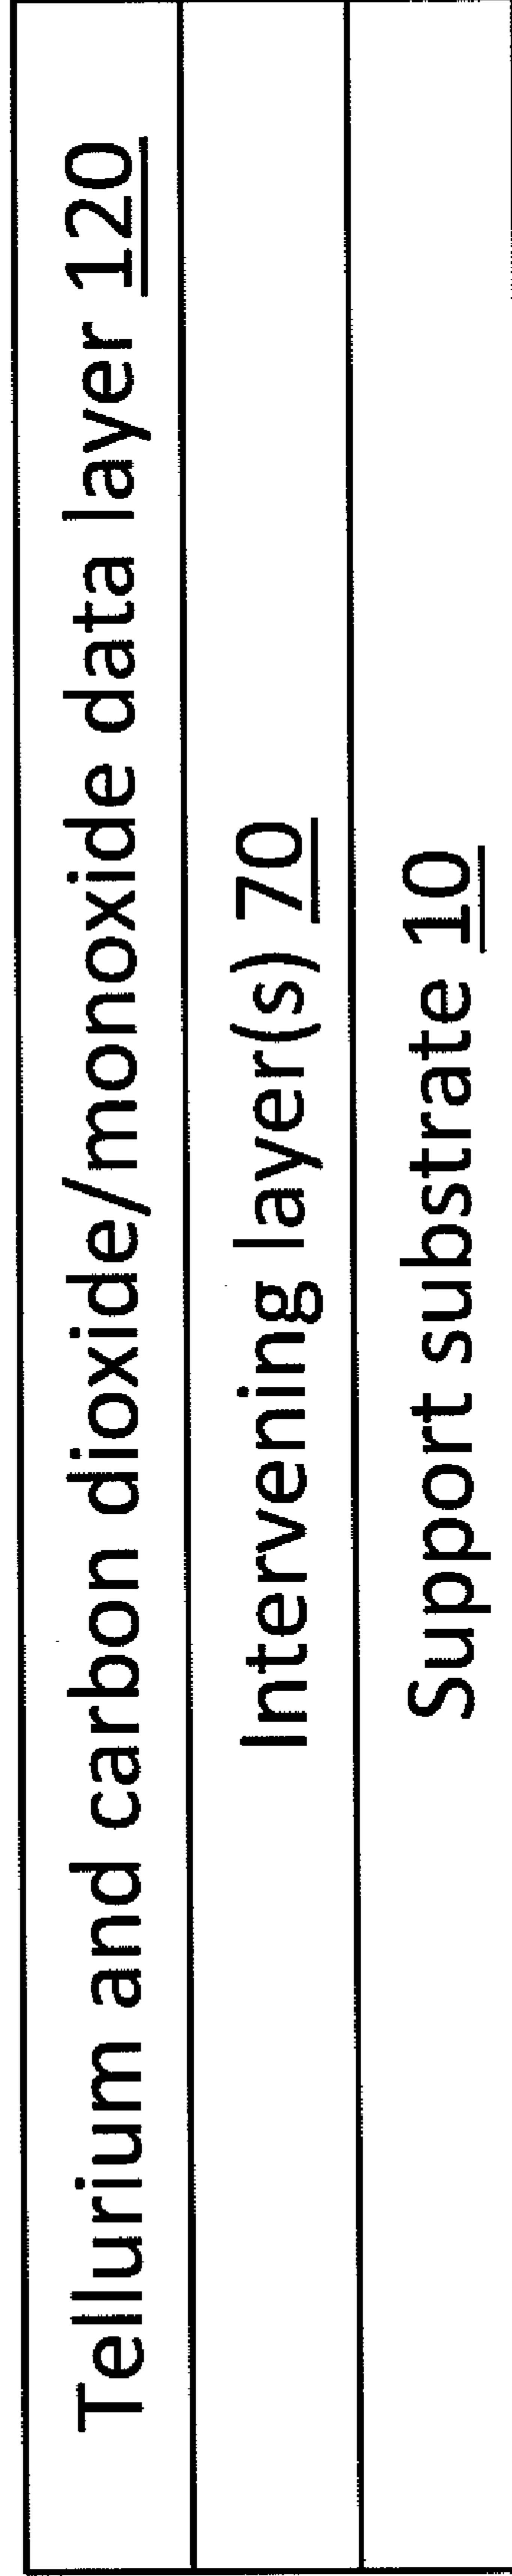 Tellurium and carbon dioxide/monoxide data layer 120
Intervening layer(s) 70
Support substrate 10